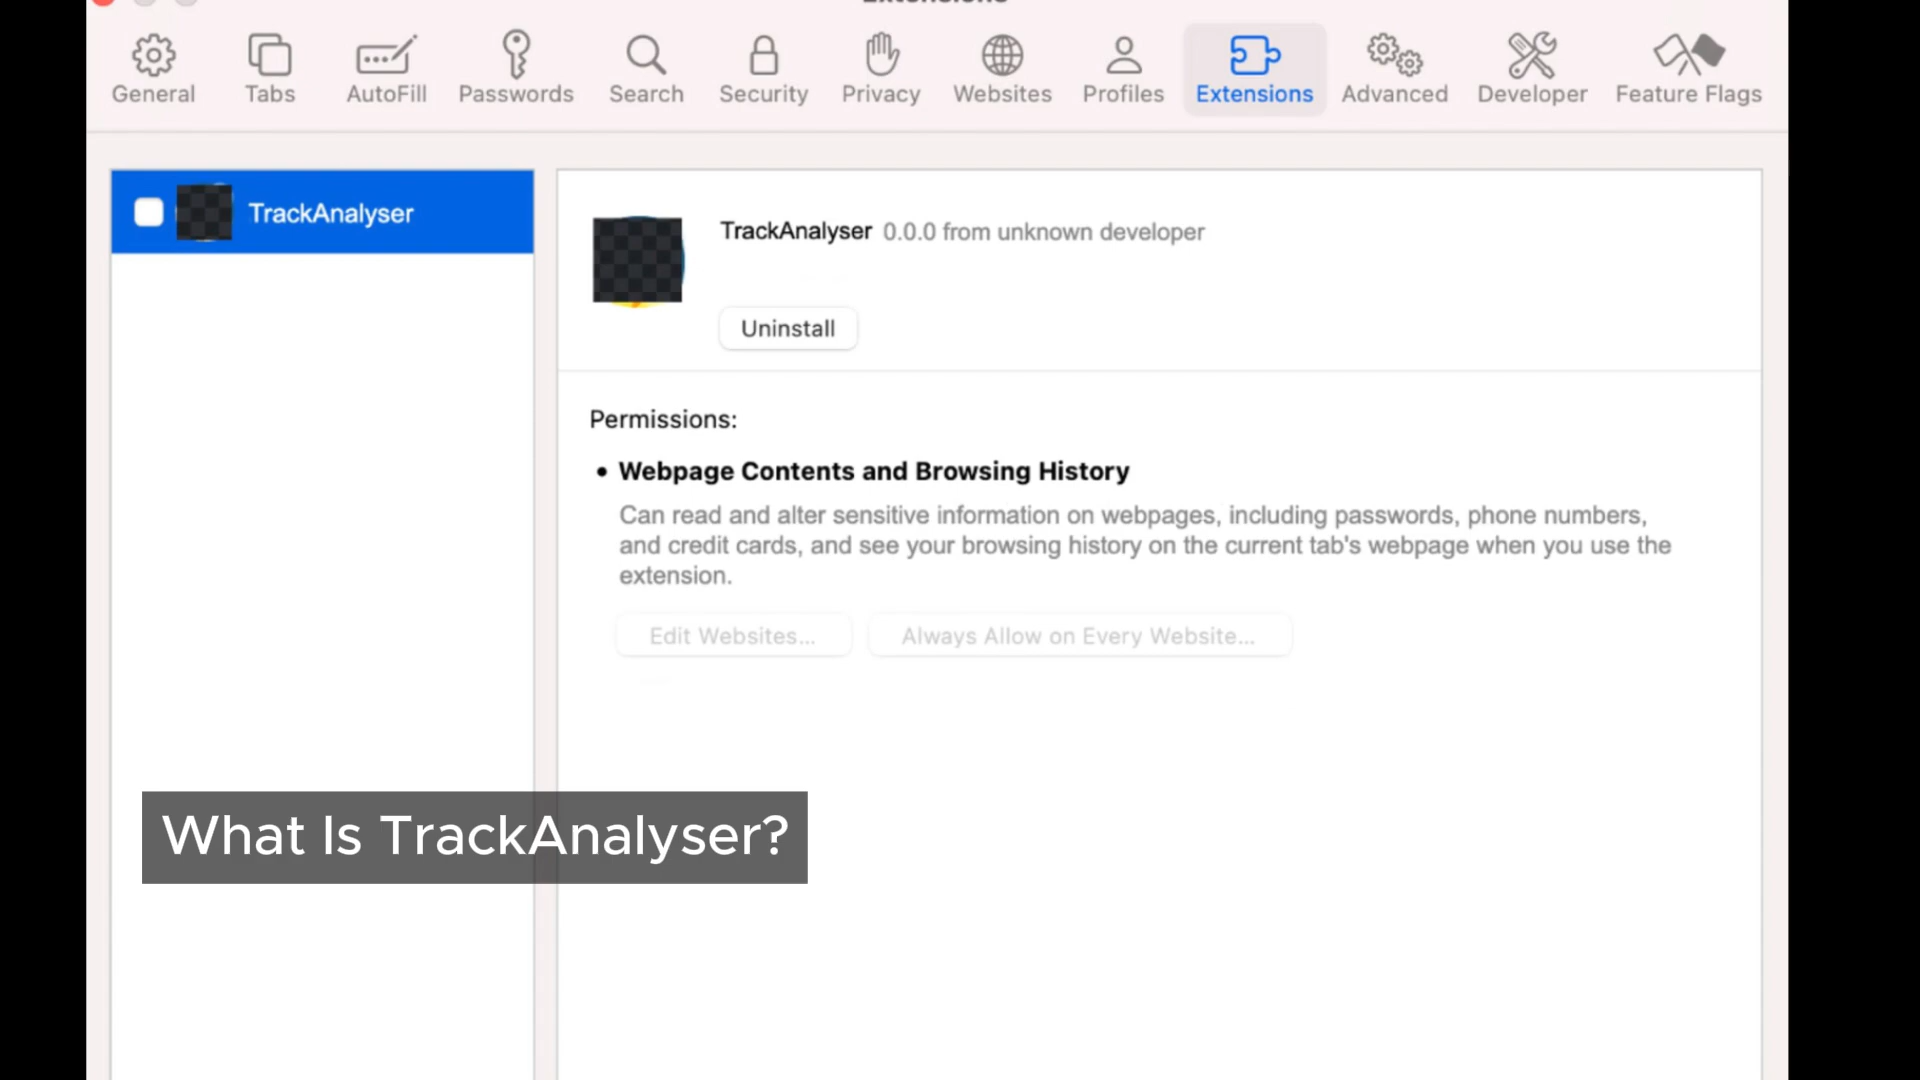 General Tabs AutoFill Passwords Search Security Privacy Websites Profiles Extensions Advanced Developer Feature Flags
TrackAnalyser
TrackAnalyser 0.0.0 from unknown developer
Uninstall
Permissions:
• Webpage Contents and Browsing History
Can read and alter sensitive information on webpages, including passwords, phone numbers,
and credit cards, and see your browsing history on the current tab's webpage when you use the
extension.
Edit Websites... Always Allow on Every Website...
What Is TrackAnalyser?